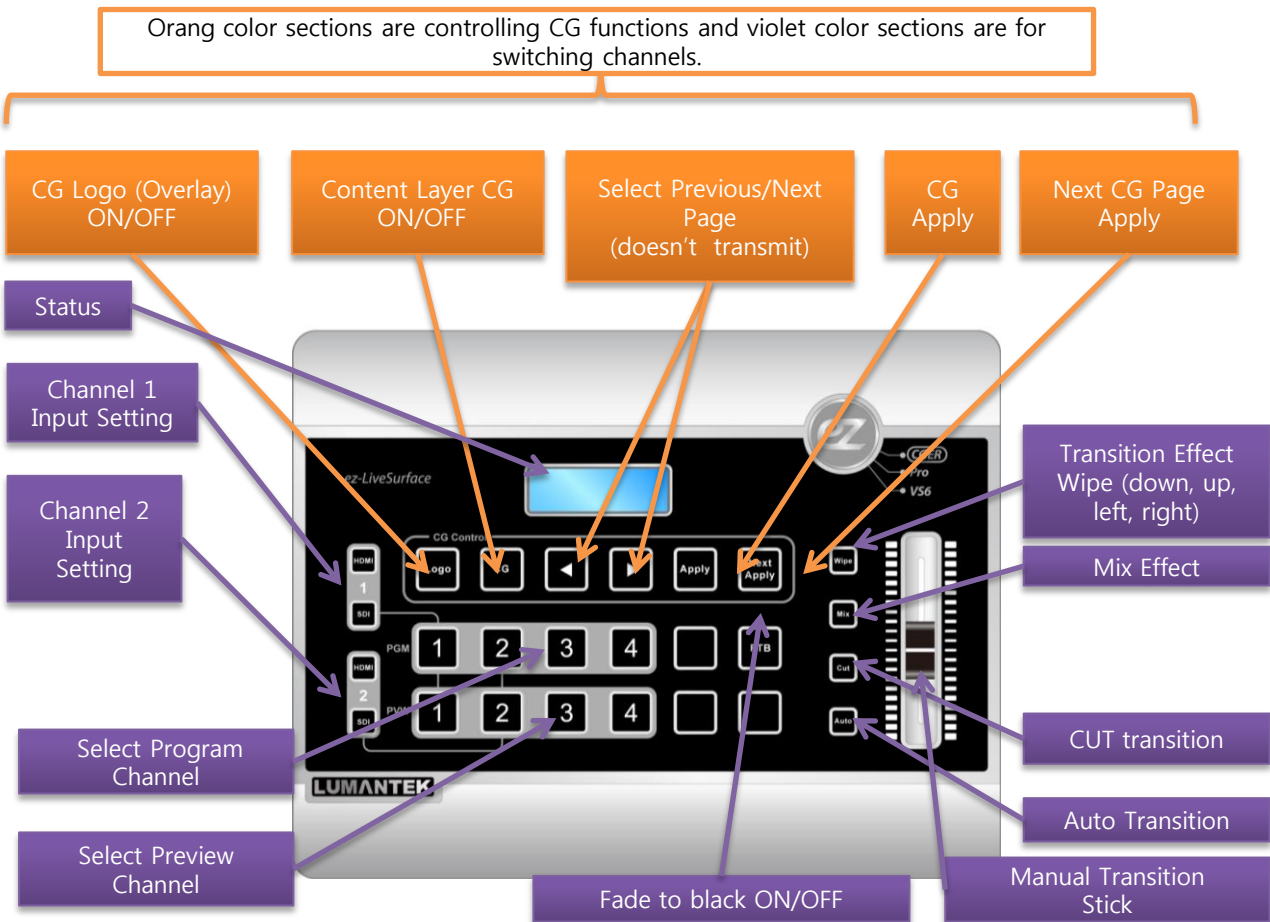 Orang color sections are controlling CG functions and violet color sections are for
switching channels.
CG Logo (Overlay)
ON/OFF
Content Layer CG
ON/OFF
Select Previous/Next
Page
(doesn't transmit)
CG
Apply
Next CG Page
Apply
Status
Channel 1
Input Setting
Channel 2
Input
Setting
Transition Effect
Wipe (down, up,
left, right)
Mix Effect
CUT transition
Auto Transition
Manual Transition
Stick
Fade to black ON/OFF
Select Program
Channel
Select Preview
Channel
ez
CGER
Pro
VS6
ez-LiveSurface
CG Control
Logo
◀
▶
Apply
Next
Apply
HDMI
1
SDI
HDMI
2
SDI
PGM
1 2 3 4
FTB
1 2 3 4
Wipe
Mix
Cut
Auto
LUMANTEK